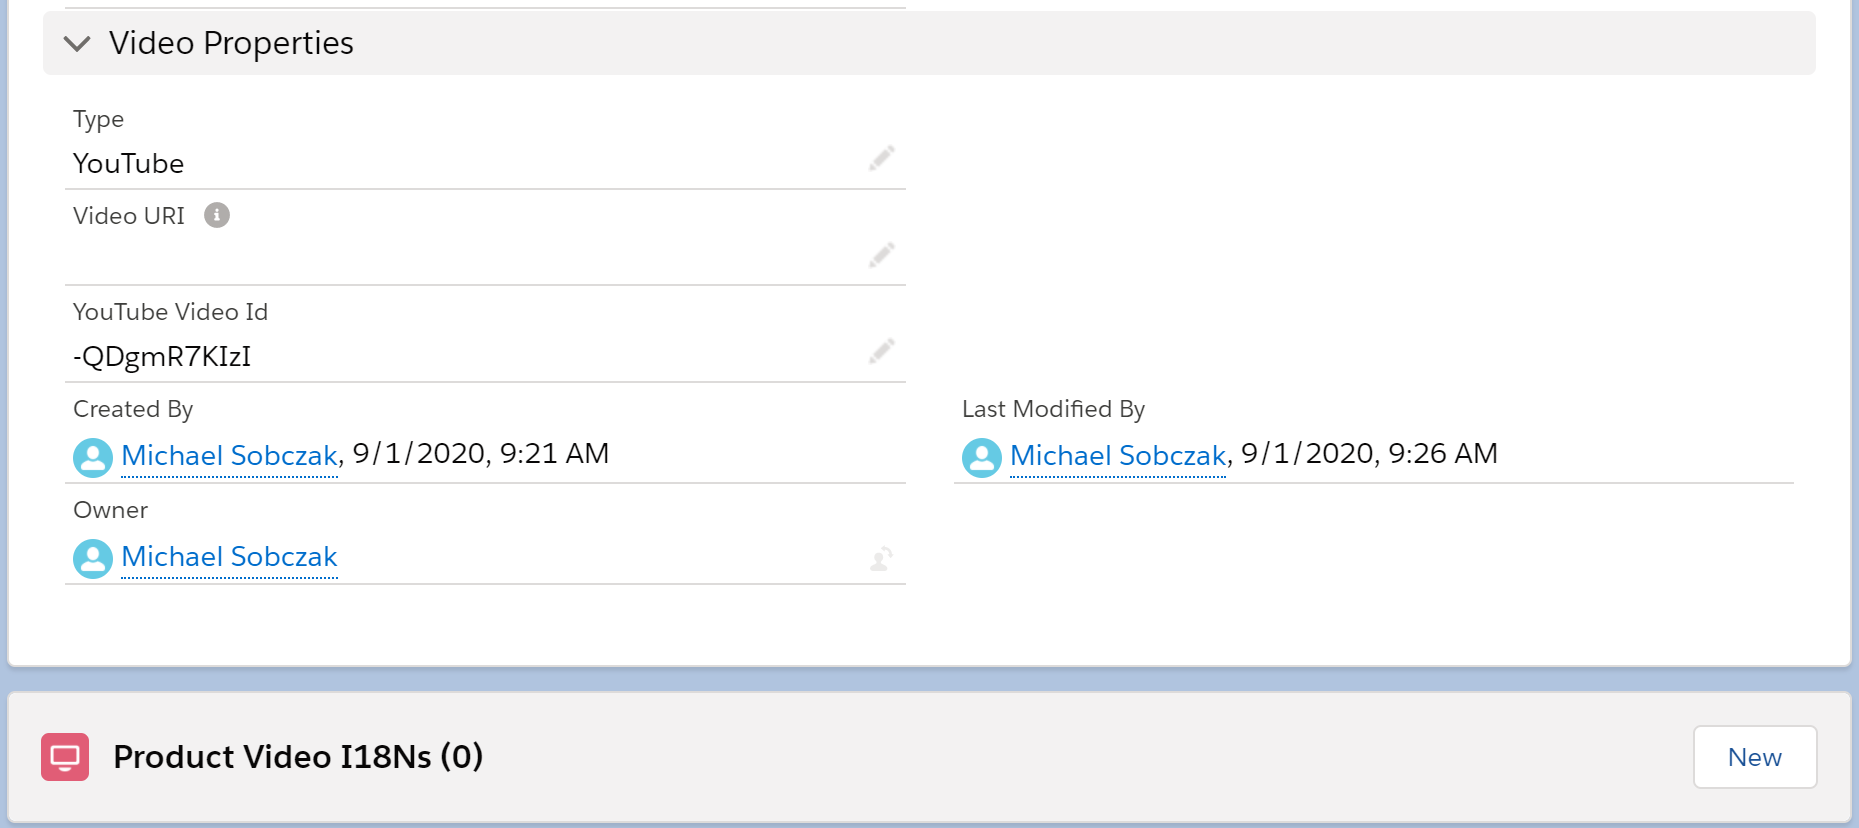 Video Properties
Type
YouTube
Video URI
YouTube Video Id
-QDgmR7KIzI
Created By
Michael Sobczak, 9/1/2020, 9:21 AM
Last Modified By
Michael Sobczak, 9/1/2020, 9:26 AM
Owner
Michael Sobczak
Product Video I18Ns (0)
New